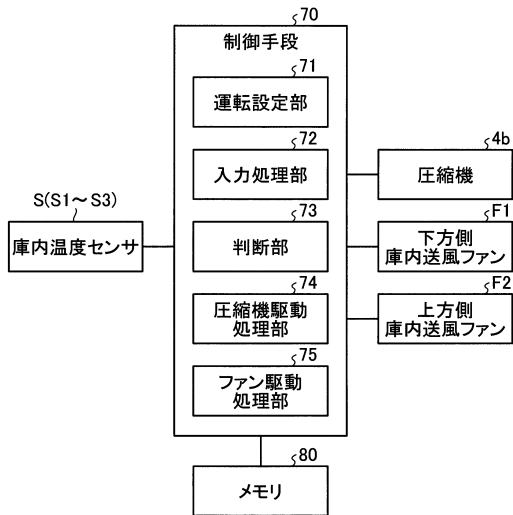 70
制御手段
71
運転設定部
72
入力処理部
4b
圧縮機
S(S1～S3)
庫内温度センサ
73
判断部
F1
下方側
庫内送風ファン
74
圧縮機駆動
処理部
F2
上方側
庫内送風ファン
75
ファン駆動
処理部
80
メモリ